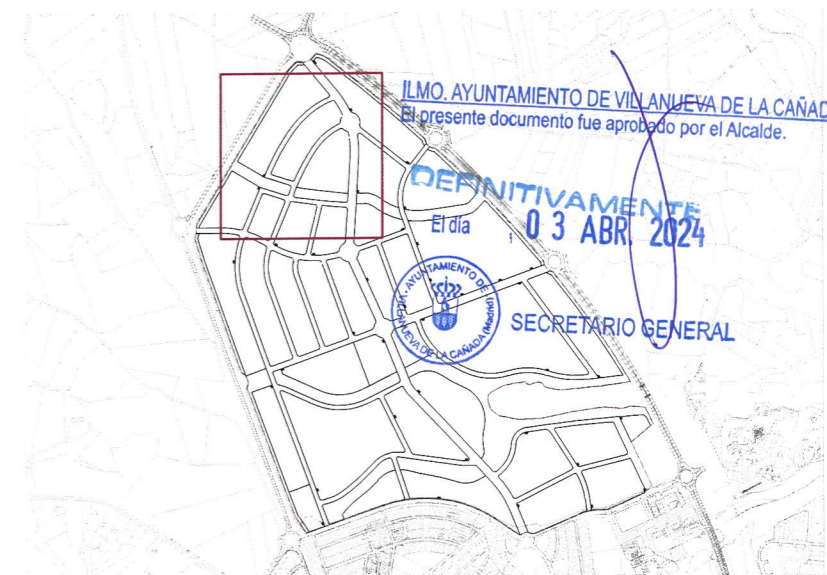 ILMO. AYUNTAMIENTO DE VILLANUEVA DE LA CAÑAD
El presente documento fue aprobado por el Alcalde.
DEFINITIVAMENTE
El día 03 ABR. 2024
AYUNTAMIENTO DE
NUEVA DE LA CAÑADA (Madrid)
SECRETARIO GENERAL